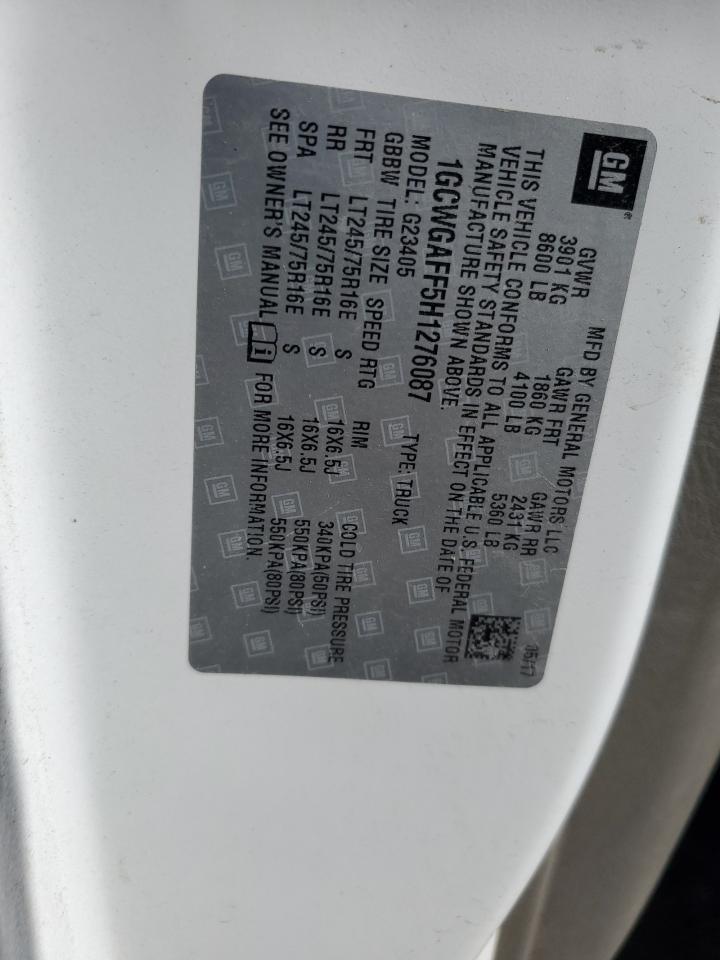 GM®
MFD BY GENERAL MOTORS LLC 05/17
GVWR GAWR FRT GAWR RR
3901 KG 1860 KG 2431 KG
8600 LB 4100 LB 5360 LB
THIS VEHICLE CONFORMS TO ALL APPLICABLE U.S. FEDERAL MOTOR
VEHICLE SAFETY STANDARDS IN EFFECT ON THE DATE OF
MANUFACTURE SHOWN ABOVE.
1GCWGAFF5H1276087 TYPE: TRUCK
MODEL: G23405
GBBW TIRE SIZE SPEED RTG RIM COLD TIRE PRESSURE
FRT LT245/75R16E S 16X6.5J 340KPA(50PSI)
RR LT245/75R16E S 16X6.5J 550KPA(80PSI)
SPA LT245/75R16E S 16X6.5J 550KPA(80PSI)
SEE OWNER'S MANUAL FOR MORE INFORMATION.